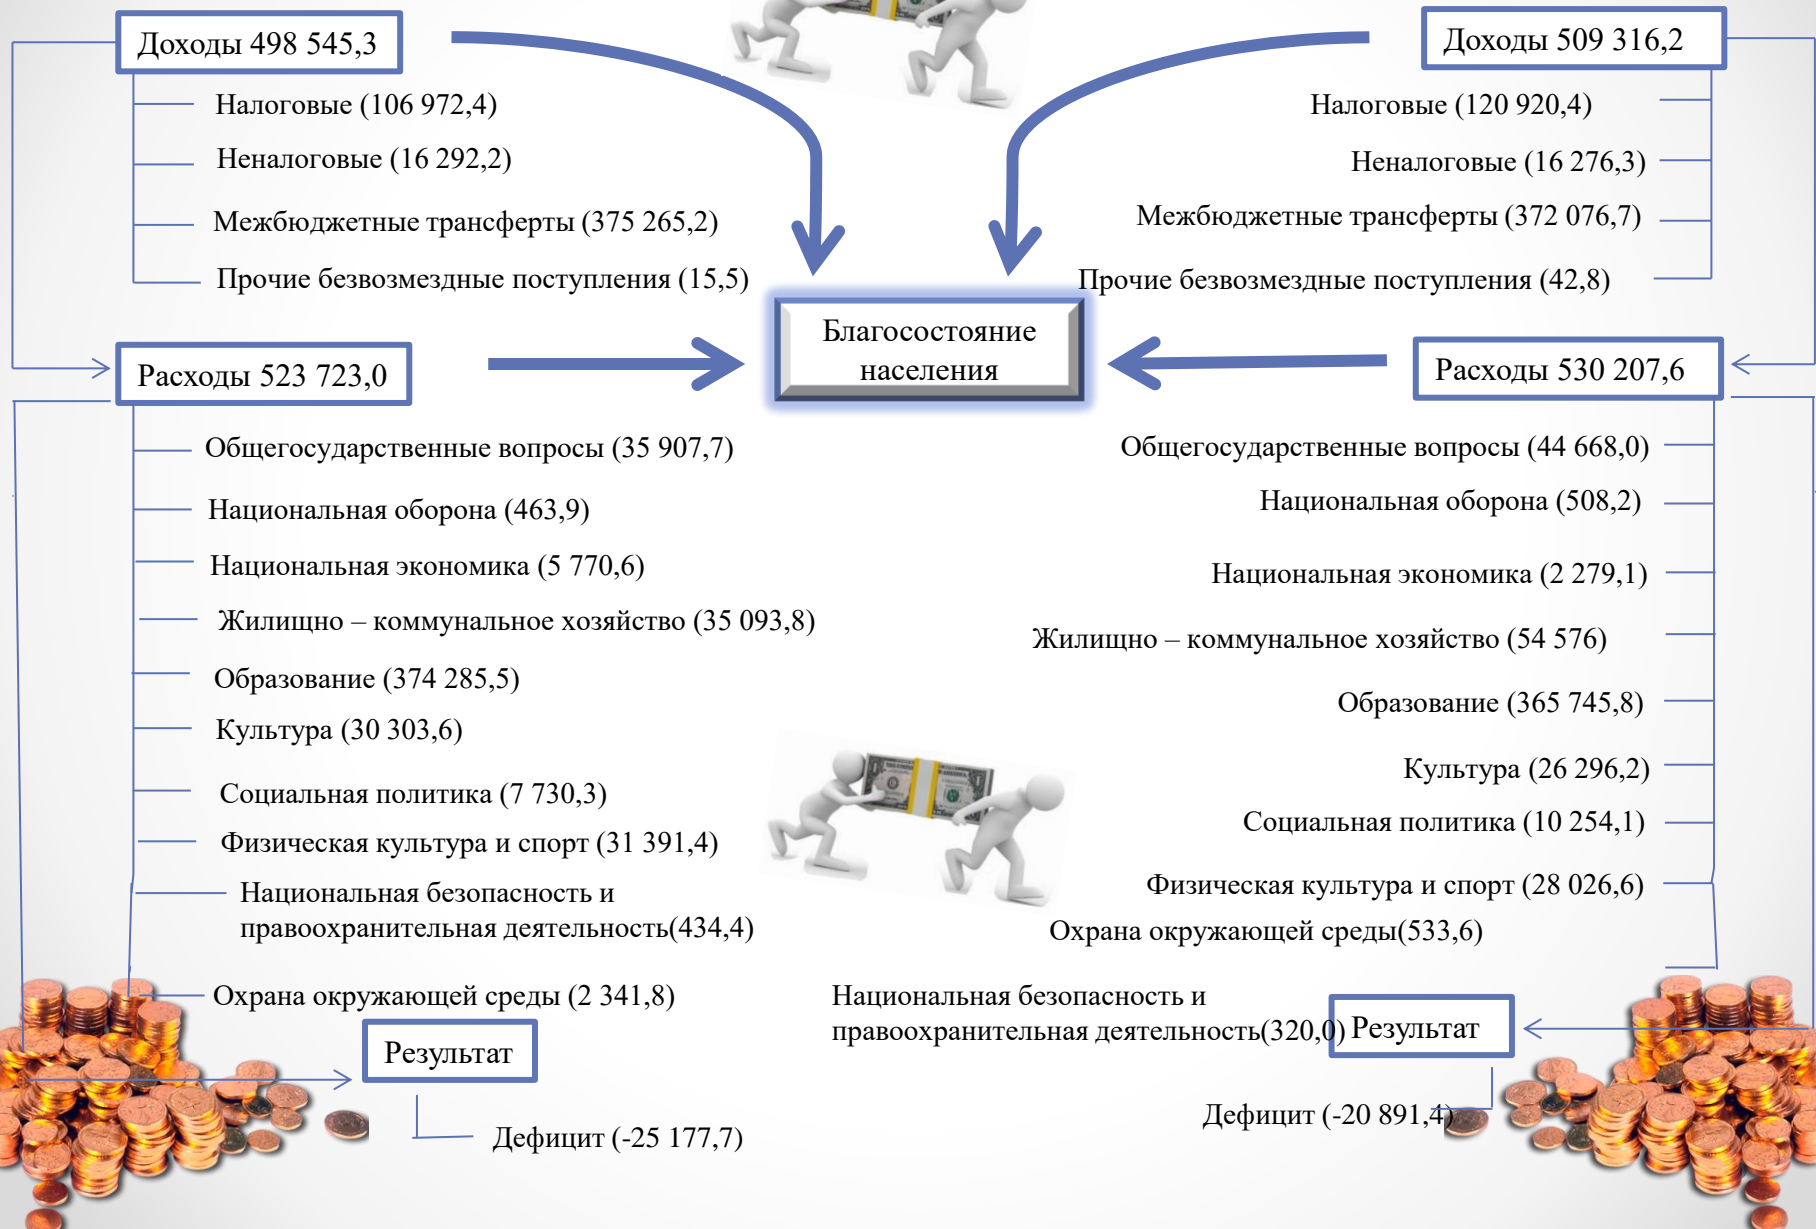 Доходы 498 545,3
Налоговые (106 972,4)
Неналоговые (16 292,2)
Межбюджетные трансферты (375 265,2)
Прочие безвозмездные поступления (15,5)
Расходы 523 723,0
Общегосударственные вопросы (35 907,7)
Национальная оборона (463,9)
Национальная экономика (5 770,6)
Жилищно – коммунальное хозяйство (35 093,8)
Образование (374 285,5)
Культура (30 303,6)
Социальная политика (7 730,3)
Физическая культура и спорт (31 391,4)
Национальная безопасность и
правоохранительная деятельность(434,4)
Охрана окружающей среды (2 341,8)
Результат
Дефицит (-25 177,7)
Благосостояние
населения
Доходы 509 316,2
Налоговые (120 920,4)
Неналоговые (16 276,3)
Межбюджетные трансферты (372 076,7)
Прочие безвозмездные поступления (42,8)
Расходы 530 207,6
Общегосударственные вопросы (44 668,0)
Национальная оборона (508,2)
Национальная экономика (2 279,1)
Жилищно – коммунальное хозяйство (54 576)
Образование (365 745,8)
Культура (26 296,2)
Социальная политика (10 254,1)
Физическая культура и спорт (28 026,6)
Охрана окружающей среды(533,6)
Национальная безопасность и
правоохранительная деятельность(320,0)
Результат
Дефицит (-20 891,4)